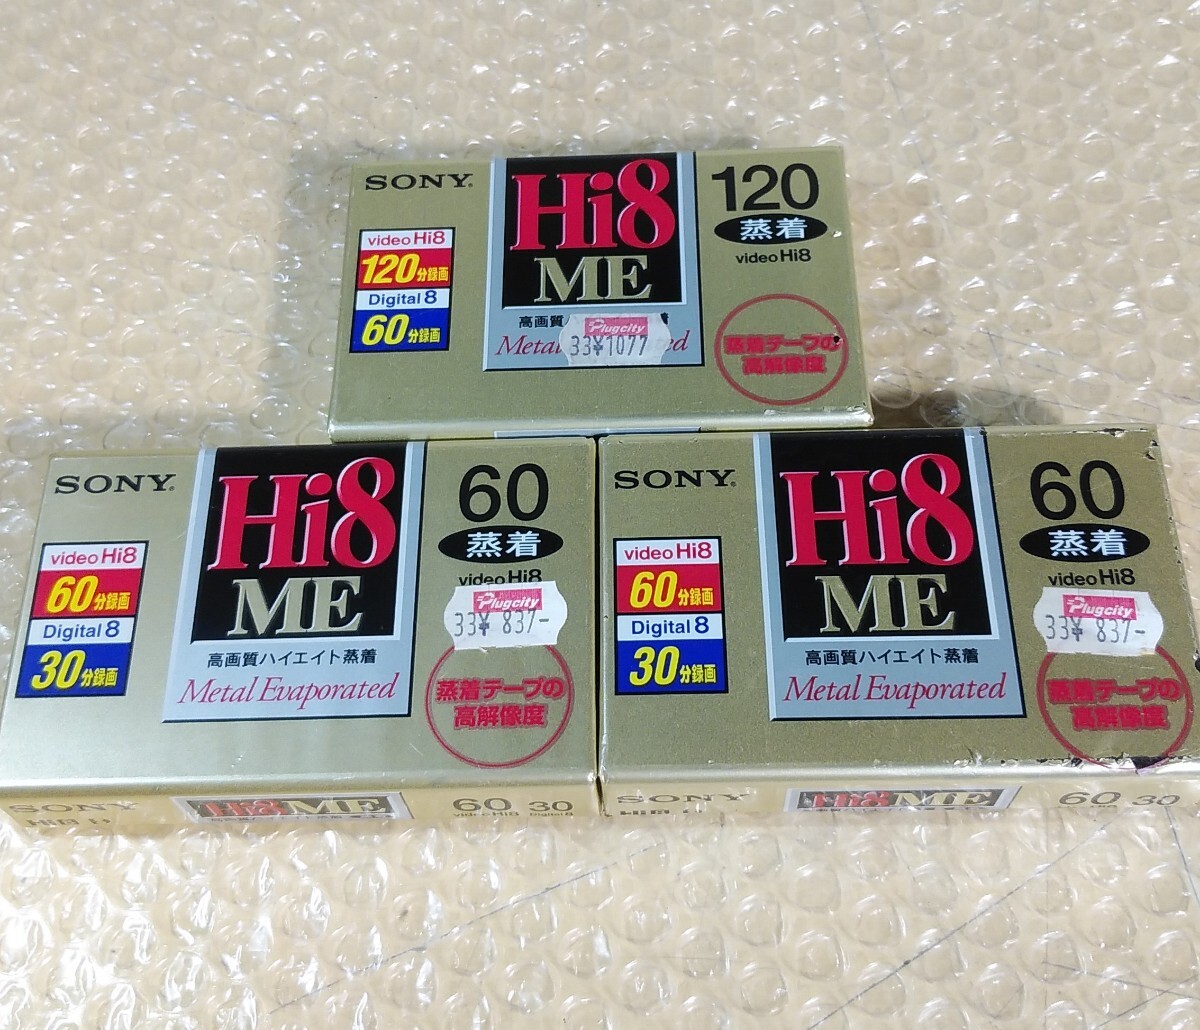 SONY
Hi8
ME
120
蒸着
video Hi8
video Hi8
120分録画
Digital 8
60分録画
高画質
着
Metal
ed
Plugcity
33¥1077
蒸着テープの
高解像度
SONY
Hi8
ME
60
蒸着
video Hi8
video Hi8
60分録画
Digital 8
30分録画
高画質ハイエイト蒸着
Metal Evaporated
Plugcity
33¥ 837-
蒸着テープの
高解像度
SONY
Hi8 ME
60 30
video Hi8 Digital 8
SONY
Hi8
ME
60
蒸着
video Hi8
video Hi8
60分録画
Digital 8
30分録画
高画質ハイエイト蒸着
Metal Evaporated
Plugcity
33¥ 837-
蒸着テープの
高解像度
SONY
Hi8 ME
60 30